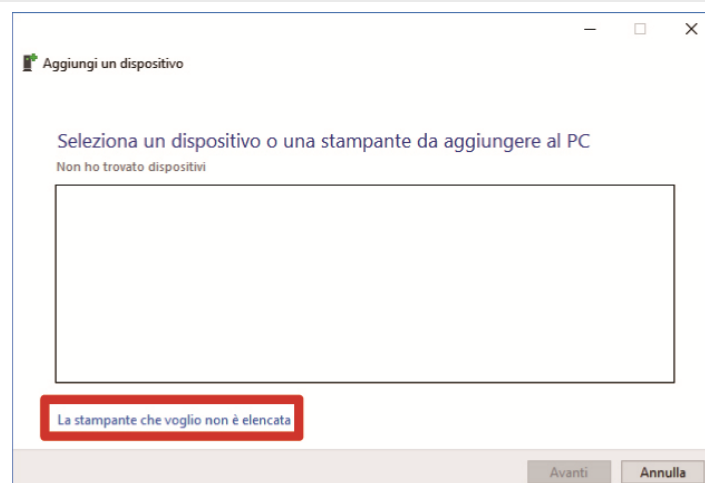 Aggiungi un dispositivo
Seleziona un dispositivo o una stampante da aggiungere al PC
Non ho trovato dispositivi
La stampante che voglio non è elencata
Avanti
Annulla